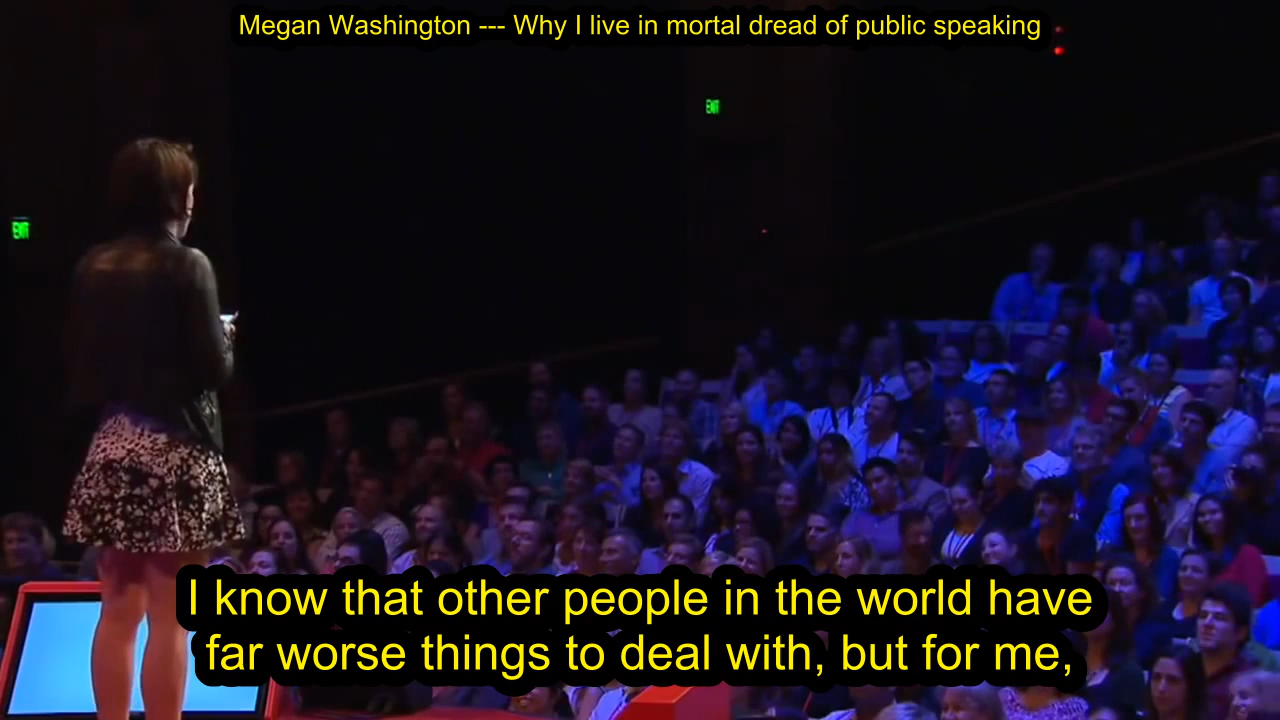 Megan Washington --- Why I live in mortal dread of public speaking
EXIT
EXIT
I know that other people in the world have
far worse things to deal with, but for me,